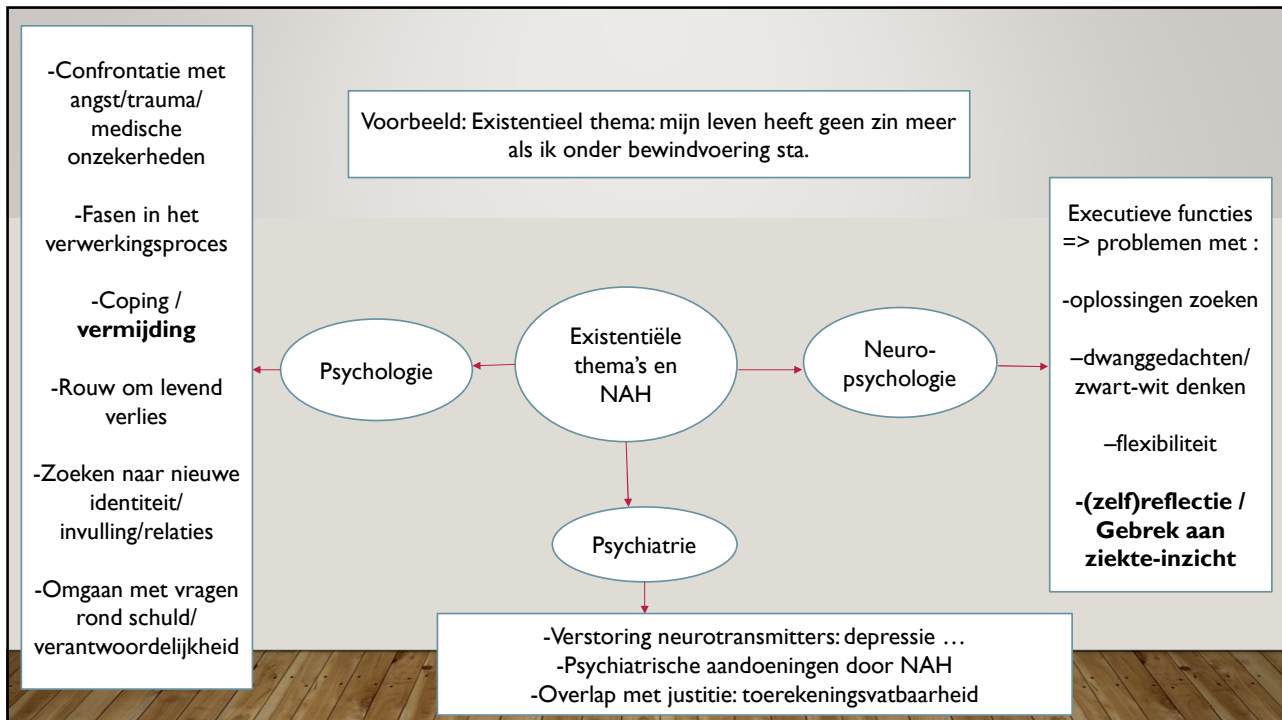 -Confrontatie met
angst/trauma/
medische
onzekerheden
-Fasen in het
verwerkingsproces
-Coping /
vermijding
-Rouw om levend
verlies
-Zoeken naar nieuwe
identiteit/
invulling/relaties
-Omgaan met vragen
rond schuld/
verantwoordelijkheid
Voorbeeld: Existentieel thema: mijn leven heeft geen zin meer
als ik onder bewindvoering sta.
Psychologie
Existentiële
thema's en
NAH
Neuro-
psychologie
Psychiatrie
Executieve functies
=> problemen met :
-oplossingen zoeken
–dwanggedachten/
zwart-wit denken
–flexibiliteit
-(zelf)reflectie /
Gebrek aan
ziekte-inzicht
-Verstoring neurotransmitters: depressie …
-Psychiatrische aandoeningen door NAH
-Overlap met justitie: toerekeningsvatbaarheid